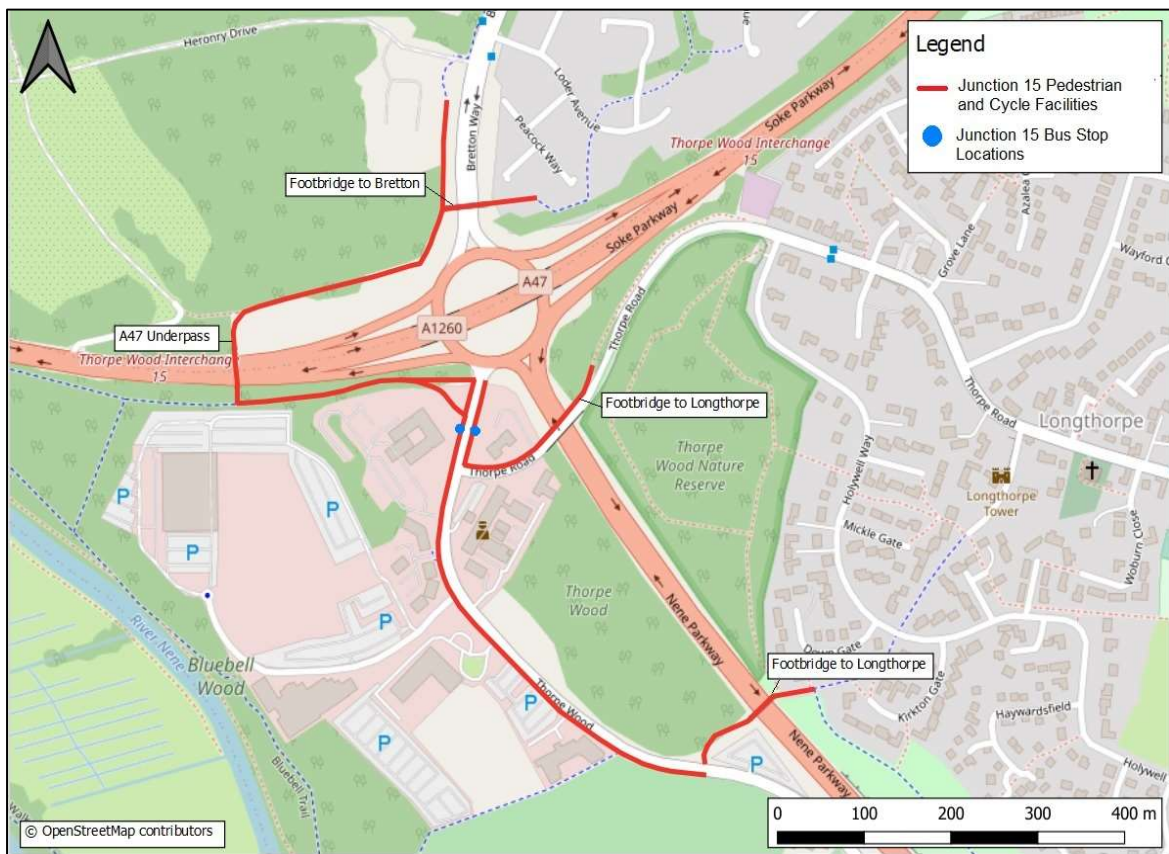 Heronry Drive
B
Loder Avenue
Peacock Way
Bretton Way
Footbridge to Bretton
Soke Parkway
Thorpe Wood Interchange
15
Legend
Junction 15 Pedestrian
and Cycle Facilities
Junction 15 Bus Stop
Locations
Azalea C
Grove Lane
Wayford C
Soke Parkway
A47
A1260
Thorpe Road
A47 Underpass
Thorpe Wood Interchange
15
Footbridge to Longthorpe
Thorpe Road
Longthorpe
Thorpe Road
Thorpe
Wood Nature
Reserve
Longthorpe
Tower
Holywell Way
Mickle Gate
Woburn Close
P
P
P
P
Thorpe
Wood
Nene Parkway
River Nene
Bluebell
Wood
Down Gate
Footbridge to Longthorpe
Kirkton Gate
Haywardsfield
Thorpe Wood
P
P
P
Nene Parkway
Holywell
Bluebell Trail
Walk
© OpenStreetMap contributors
0 100 200 300 400 m